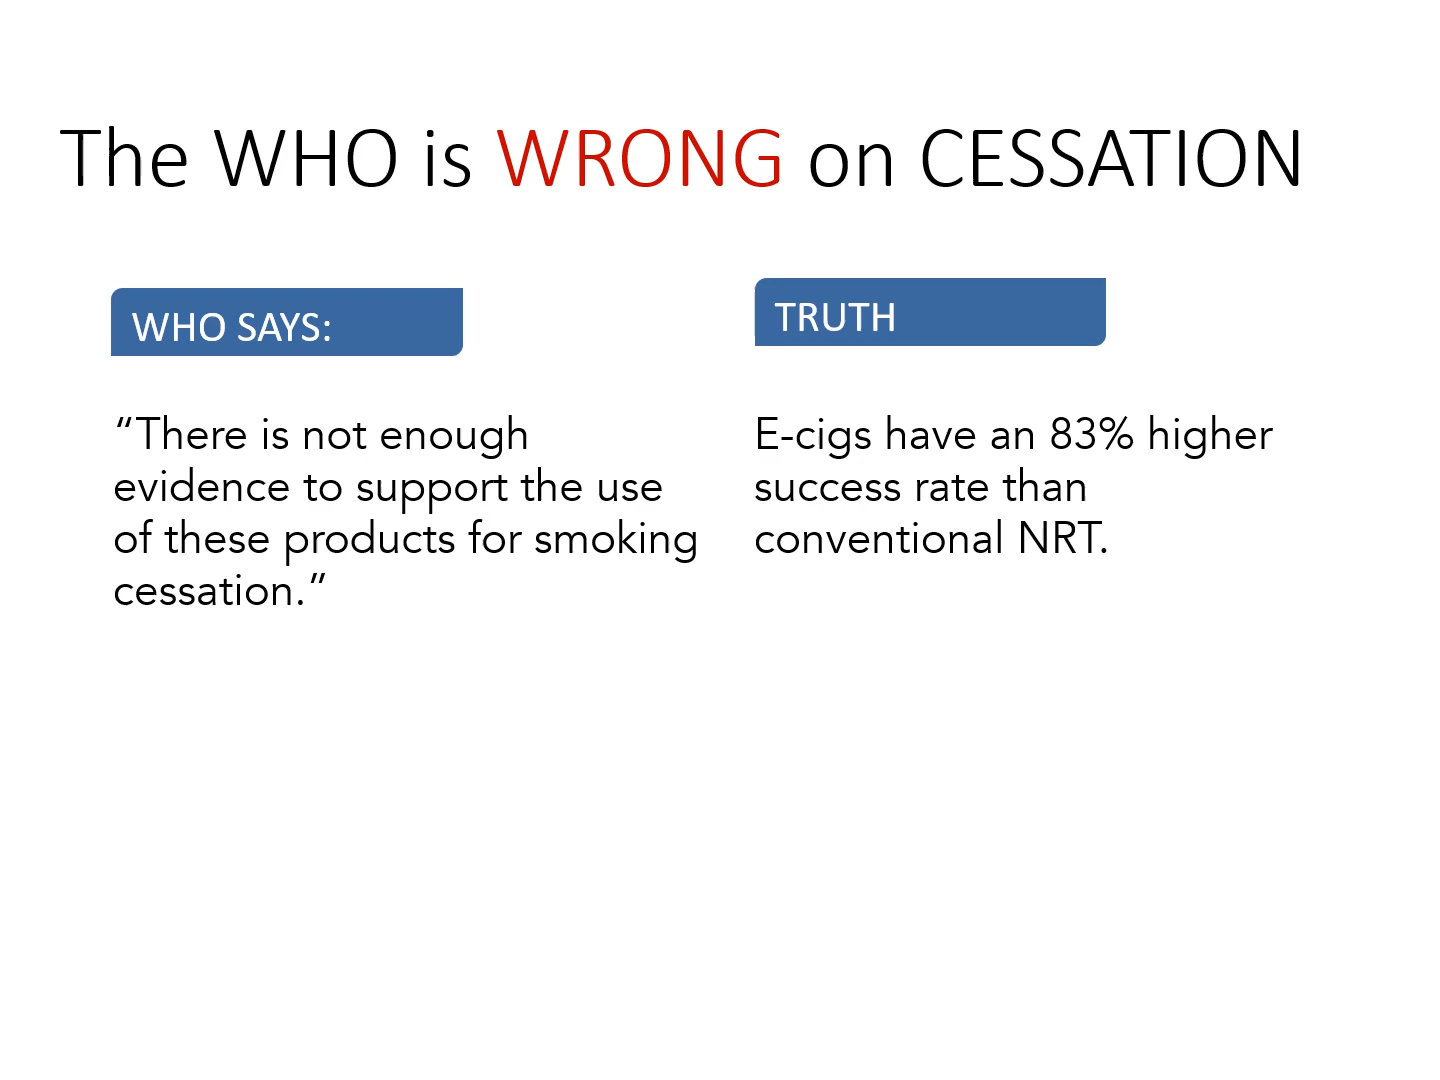 The WHO is WRONG on CESSATION
WHO SAYS:
“There is not enough
evidence to support the use
of these products for smoking
cessation.”
TRUTH
E-cigs have an 83% higher
success rate than
conventional NRT.